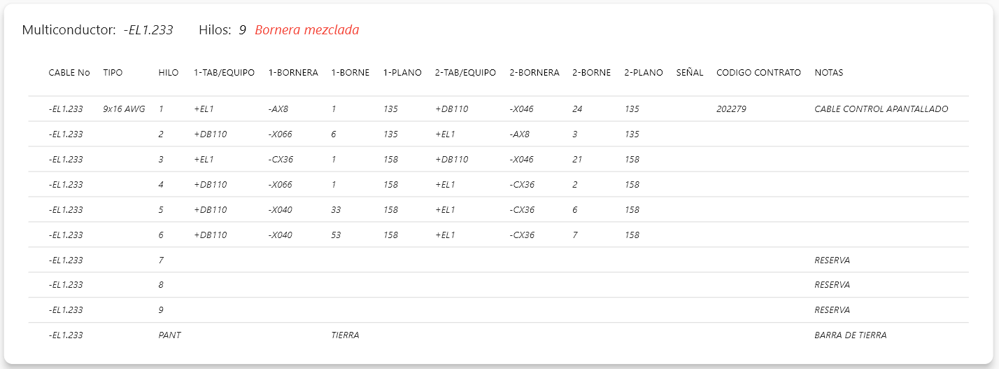 Multiconductor: -EL1.233 Hilos: 9 Bornera mezclada
CABLE No TIPO HILO 1-TAB/EQUIPO 1-BORNERA 1-BORNE 1-PLANO 2-TAB/EQUIPO 2-BORNERA 2-BORNE 2-PLANO SEÑAL CODIGO CONTRATO NOTAS
-EL1.233 9x16 AWG 1 +EL1 -AX8 1 135 +DB110 -X046 24 135 202279 CABLE CONTROL APANTALLADO
-EL1.233 2 +DB110 -X066 6 135 +EL1 -AX8 3 135
-EL1.233 3 +EL1 -CX36 1 158 +DB110 -X046 21 158
-EL1.233 4 +DB110 -X066 1 158 +EL1 -CX36 2 158
-EL1.233 5 +DB110 -X040 33 158 +EL1 -CX36 6 158
-EL1.233 6 +DB110 -X040 53 158 +EL1 -CX36 7 158
-EL1.233 7 RESERVA
-EL1.233 8 RESERVA
-EL1.233 9 RESERVA
-EL1.233 PANT TIERRA BARRA DE TIERRA